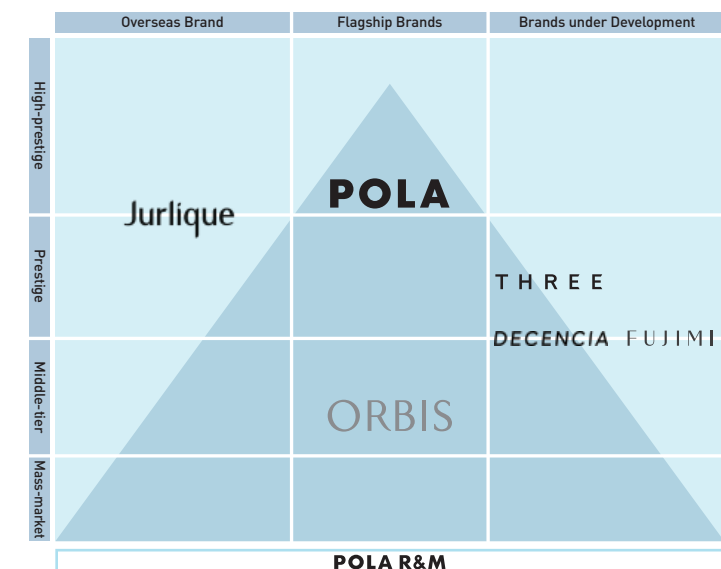 Overseas Brand
Flagship Brands
Brands under Development
High-prestige
POLA
Jurlique
Prestige
THREE
DECENCIA FUJIMI
Middle-tier
ORBIS
Mass-market
POLA R&M